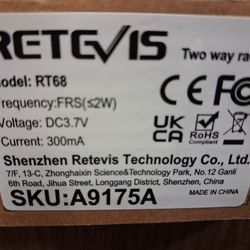 RETEVIS
Two way ra
Model: RT68
Frequency: FRS(≤2W)
Voltage: DC3.7V
Current: 300mA
CE FC
UK
CA
RoHS
COMPLIANT
Shenzhen Retevis Technology Co., Ltd.
7/F, 13-C, Zhonghaixin Science&Technology Park, No.12 Ganli
6th Road, Jihua Street, Longgang District, Shenzhen, China
SKU:A9175A
MADE IN CHINA